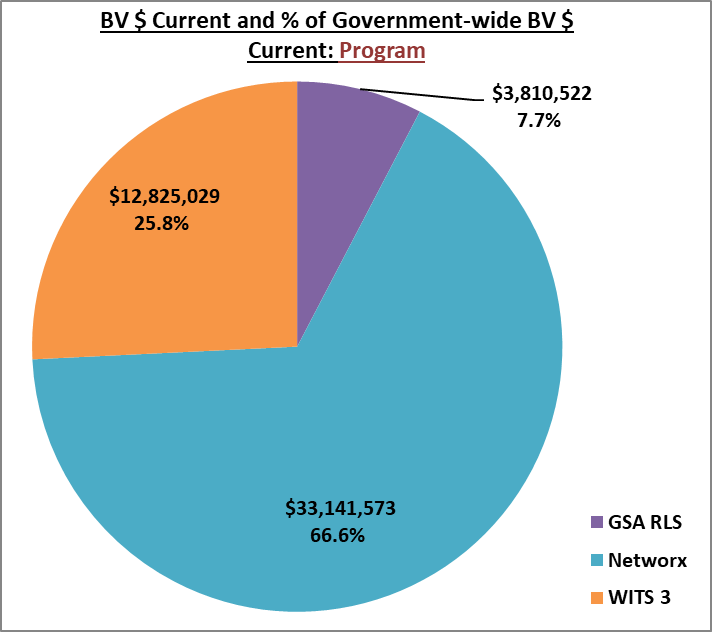 BV $ Current and % of Government-wide BV $
Current: Program
$3,810,522
7.7%
$12,825,029
25.8%
$33,141,573
66.6%
GSA RLS
Networx
WITS 3